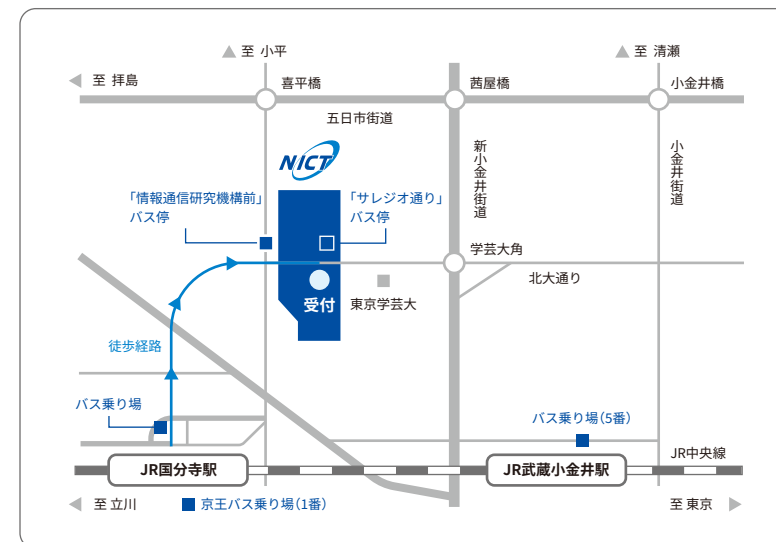 至 小平
至 清瀬
至 拝島
喜平橋
茜屋橋
小金井橋
五日市街道
NICT
新小金井街道
小金井街道
「情報通信研究機構前」
バス停
「サレジオ通り」
バス停
学芸大角
北大通り
受付
東京学芸大
徒歩経路
バス乗り場
バス乗り場(5番)
JR中央線
JR国分寺駅
JR武蔵小金井駅
至 立川
京王バス乗り場(1番)
至 東京